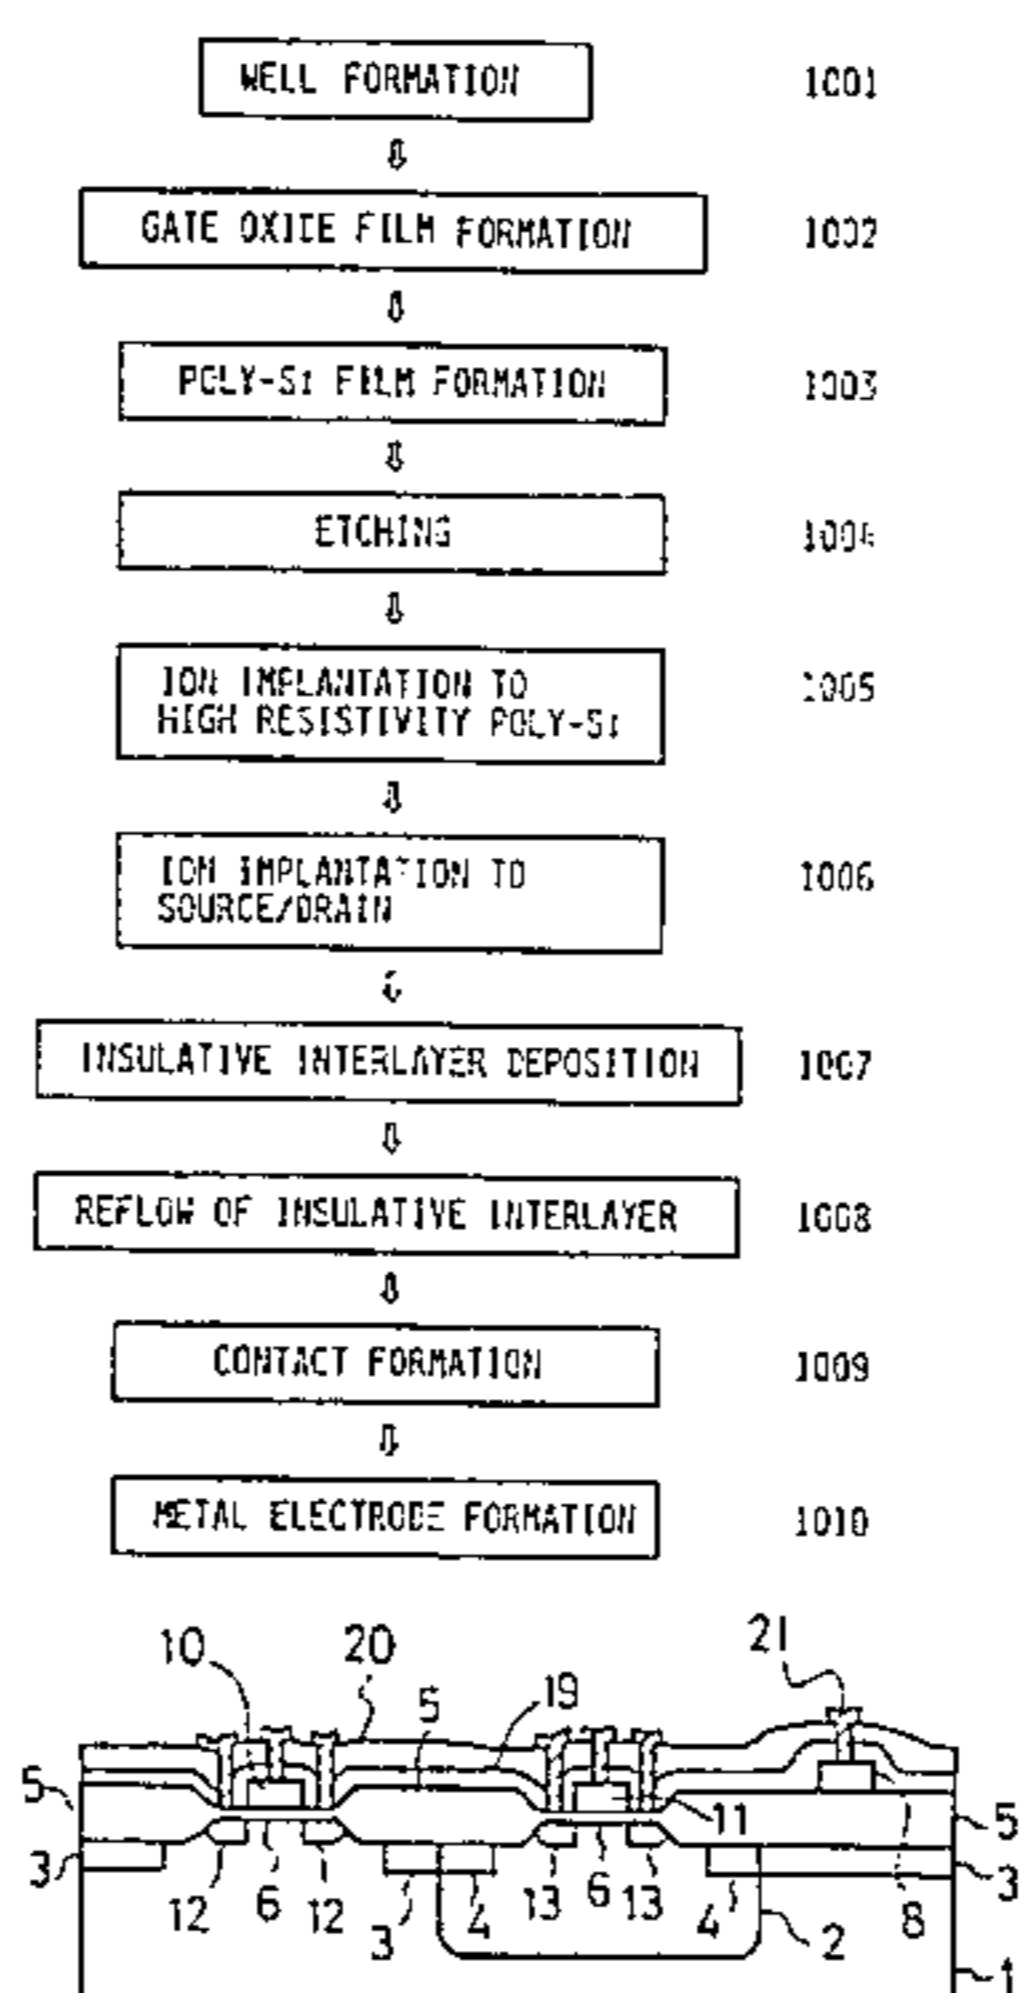 WELL FORMATION 1001
GATE OXIDE FILM FORMATION 1002
POLY-Si FILM FORMATION 1003
ETCHING 1004
ION IMPLANTATION TO 1005
HIGH RESISTIVITY POLY-Si
ION IMPLANTATION TO 1006
SOURCE/DRAIN
INSULATIVE INTERLAYER DEPOSITION 1007
REFLOW OF INSULATIVE INTERLAYER 1008
CONTACT FORMATION 1009
METAL ELECTRODE FORMATION 1010
10 20 21
5 19
5
11 5
3 3
12 6 12 13 6 13
3 4 4 2 8
1